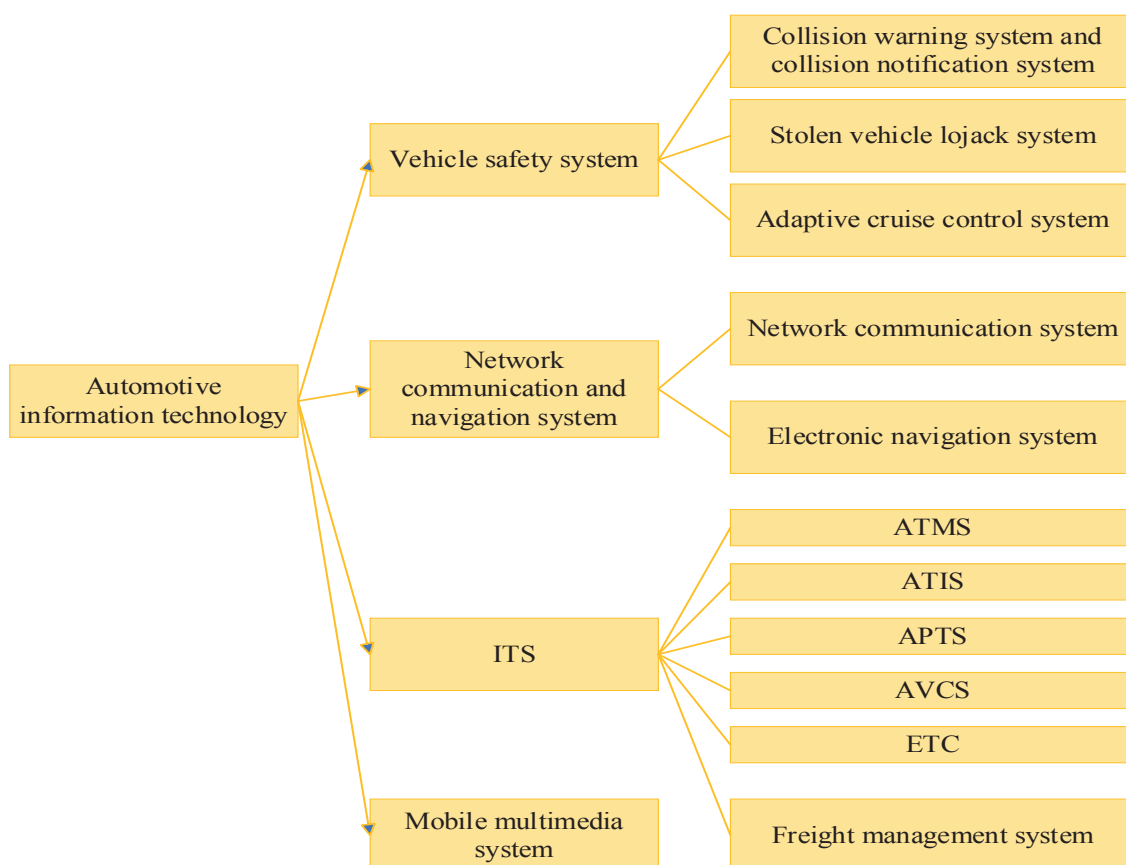 Automotive
information technology
Vehicle safety system
Collision warning system and
collision notification system
Stolen vehicle lojack system
Adaptive cruise control system
Network
communication and
navigation system
Network communication system
Electronic navigation system
ITS
ATMS
ATIS
APTS
AVCS
ETC
Freight management system
Mobile multimedia
system